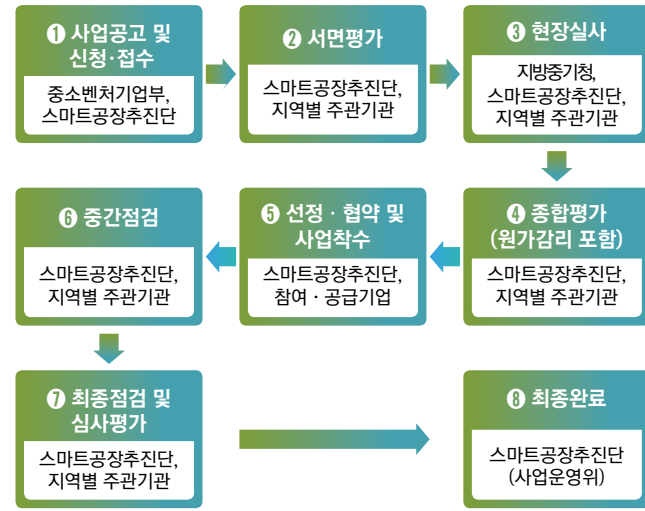 ❶ 사업공고 및
신청·접수
중소벤처기업부,
스마트공장추진단
❷ 서면평가
스마트공장추진단,
지역별 주관기관
❸ 현장실사
지방중기청,
스마트공장추진단,
지역별 주관기관
❹ 종합평가
(원가감리 포함)
스마트공장추진단,
지역별 주관기관
❺ 선정 · 협약 및
사업착수
스마트공장추진단,
참여 · 공급기업
❻ 중간점검
스마트공장추진단,
지역별 주관기관
❼ 최종점검 및
심사평가
스마트공장추진단,
지역별 주관기관
❽ 최종완료
스마트공장추진단
(사업운영위)